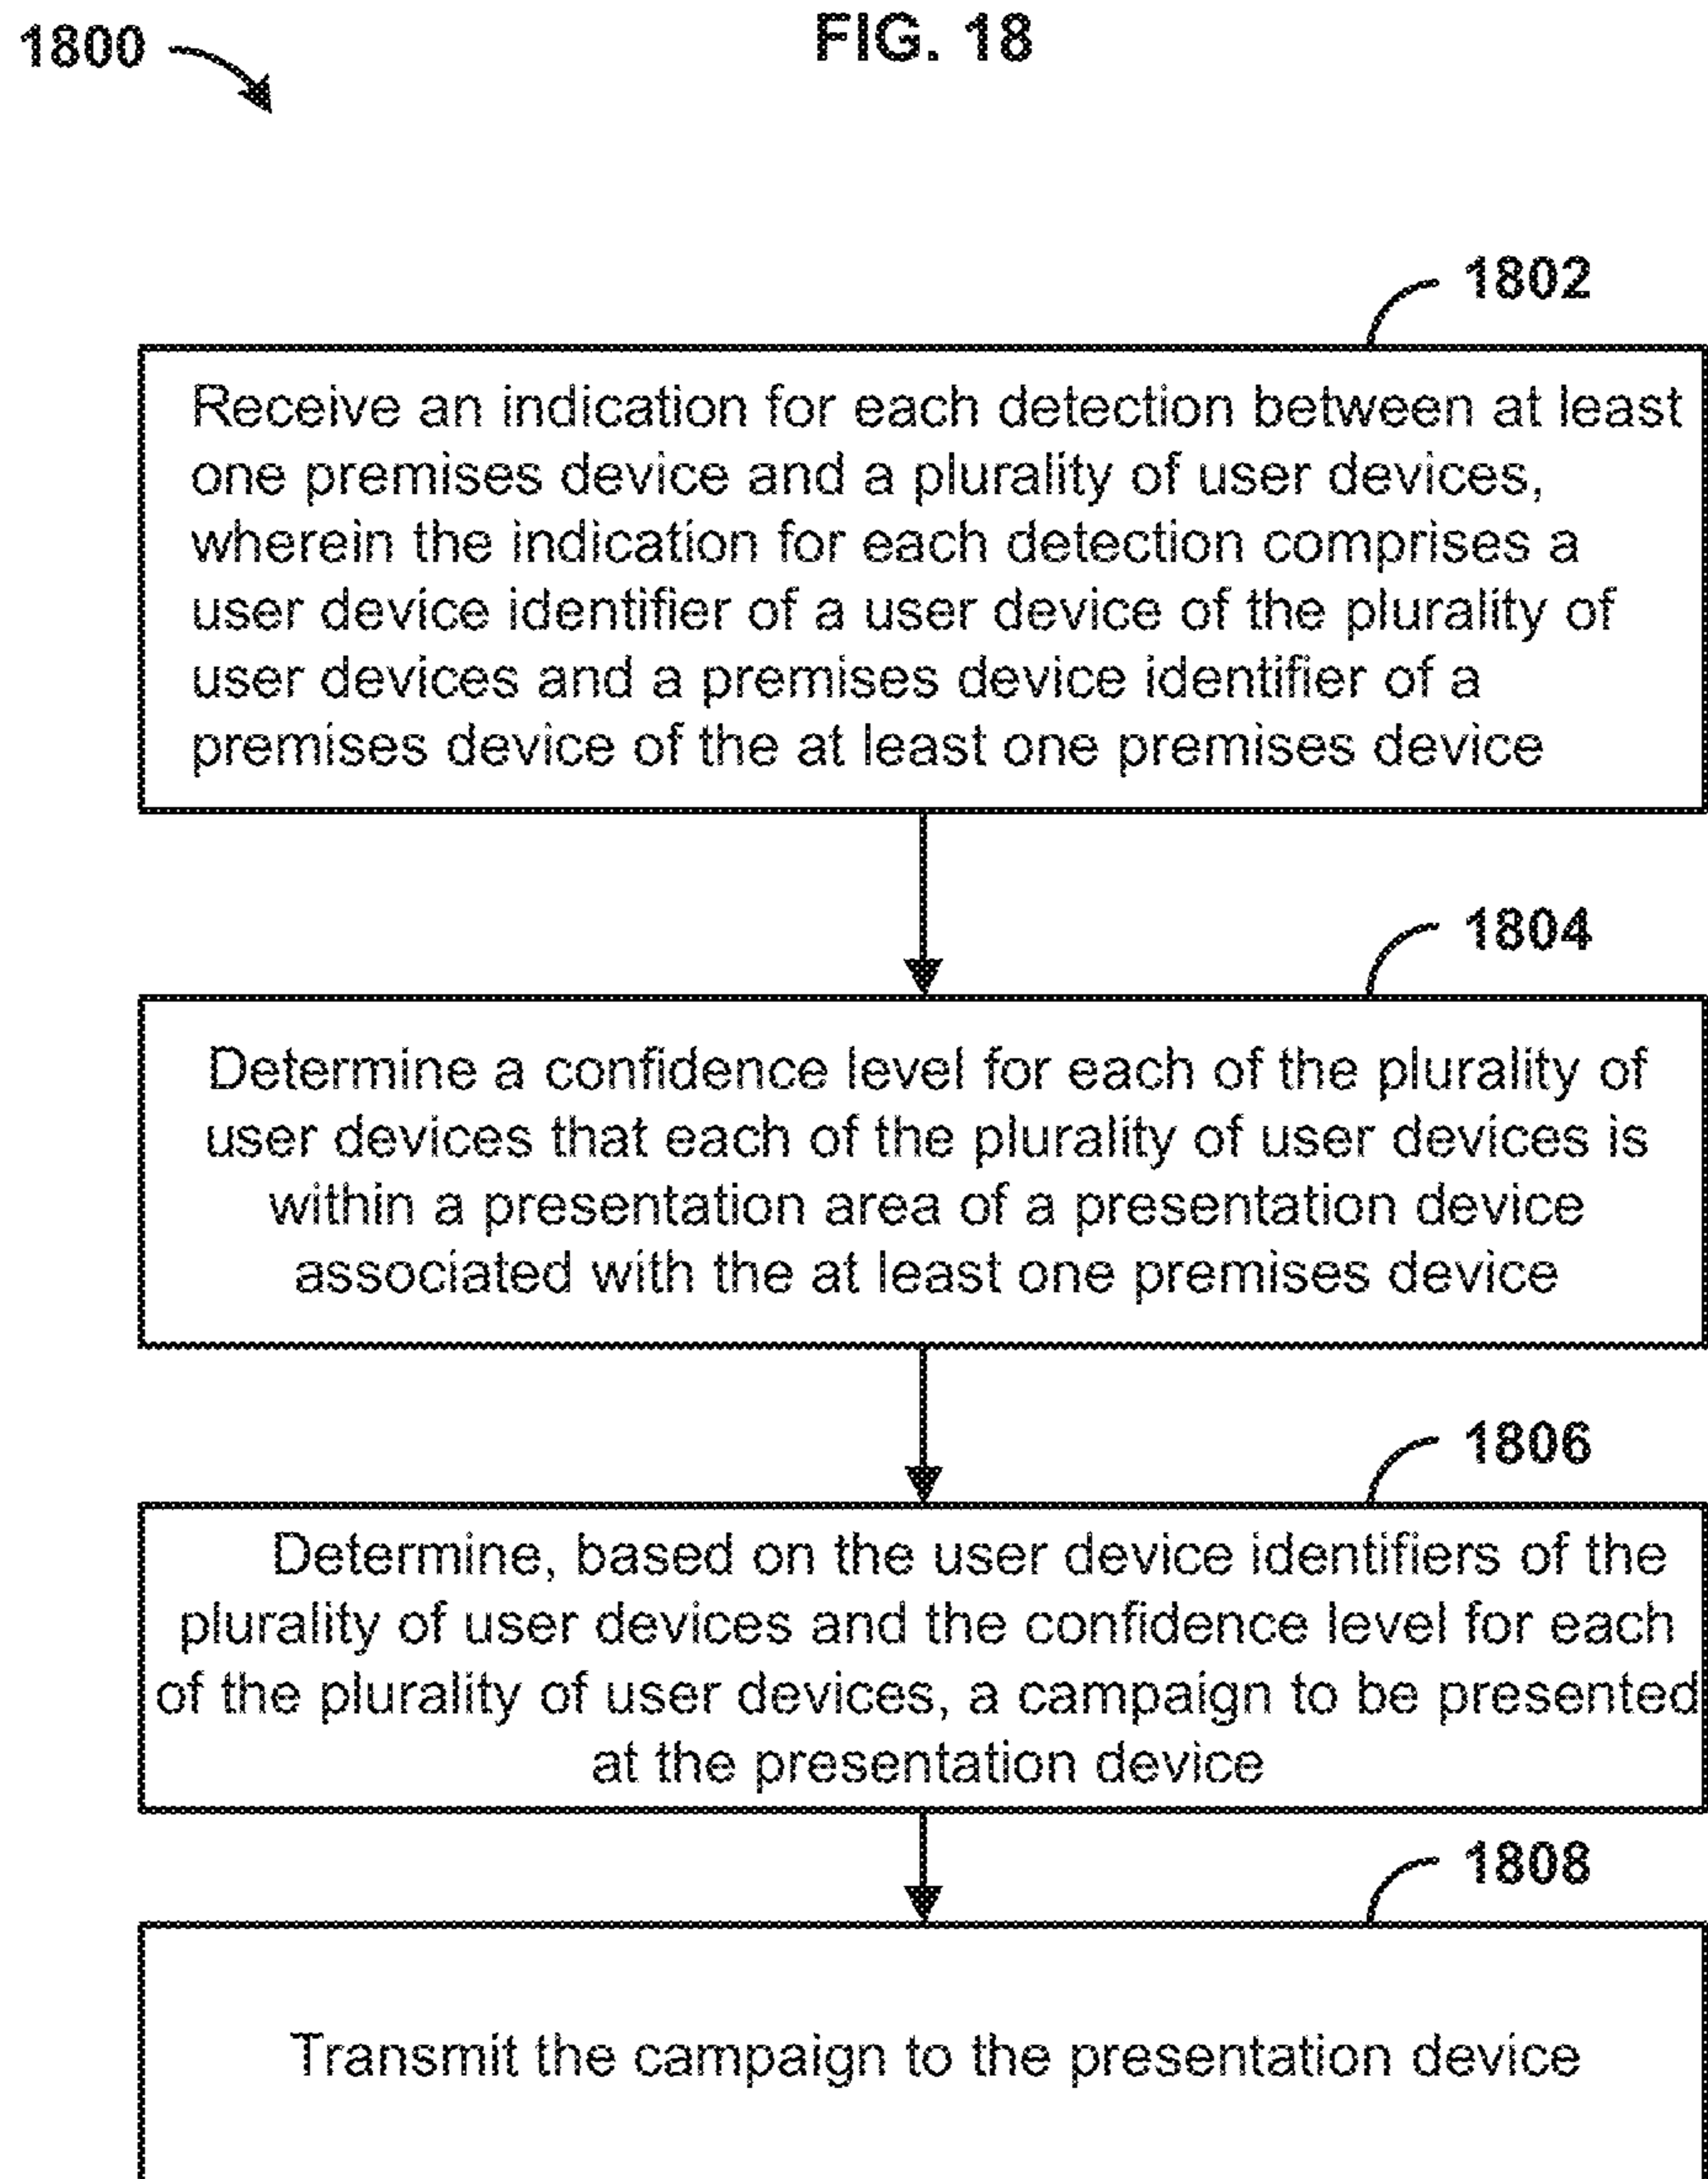 FIG. 18
1800
1802
Receive an indication for each detection between at least
one premises device and a plurality of user devices,
wherein the indication for each detection comprises a
user device identifier of a user device of the plurality of
user devices and a premises device identifier of a
premises device of the at least one premises device
1804
Determine a confidence level for each of the plurality of
user devices that each of the plurality of user devices is
within a presentation area of a presentation device
associated with the at least one premises device
1806
Determine, based on the user device identifiers of the
plurality of user devices and the confidence level for each
of the plurality of user devices, a campaign to be presented
at the presentation device
1808
Transmit the campaign to the presentation device